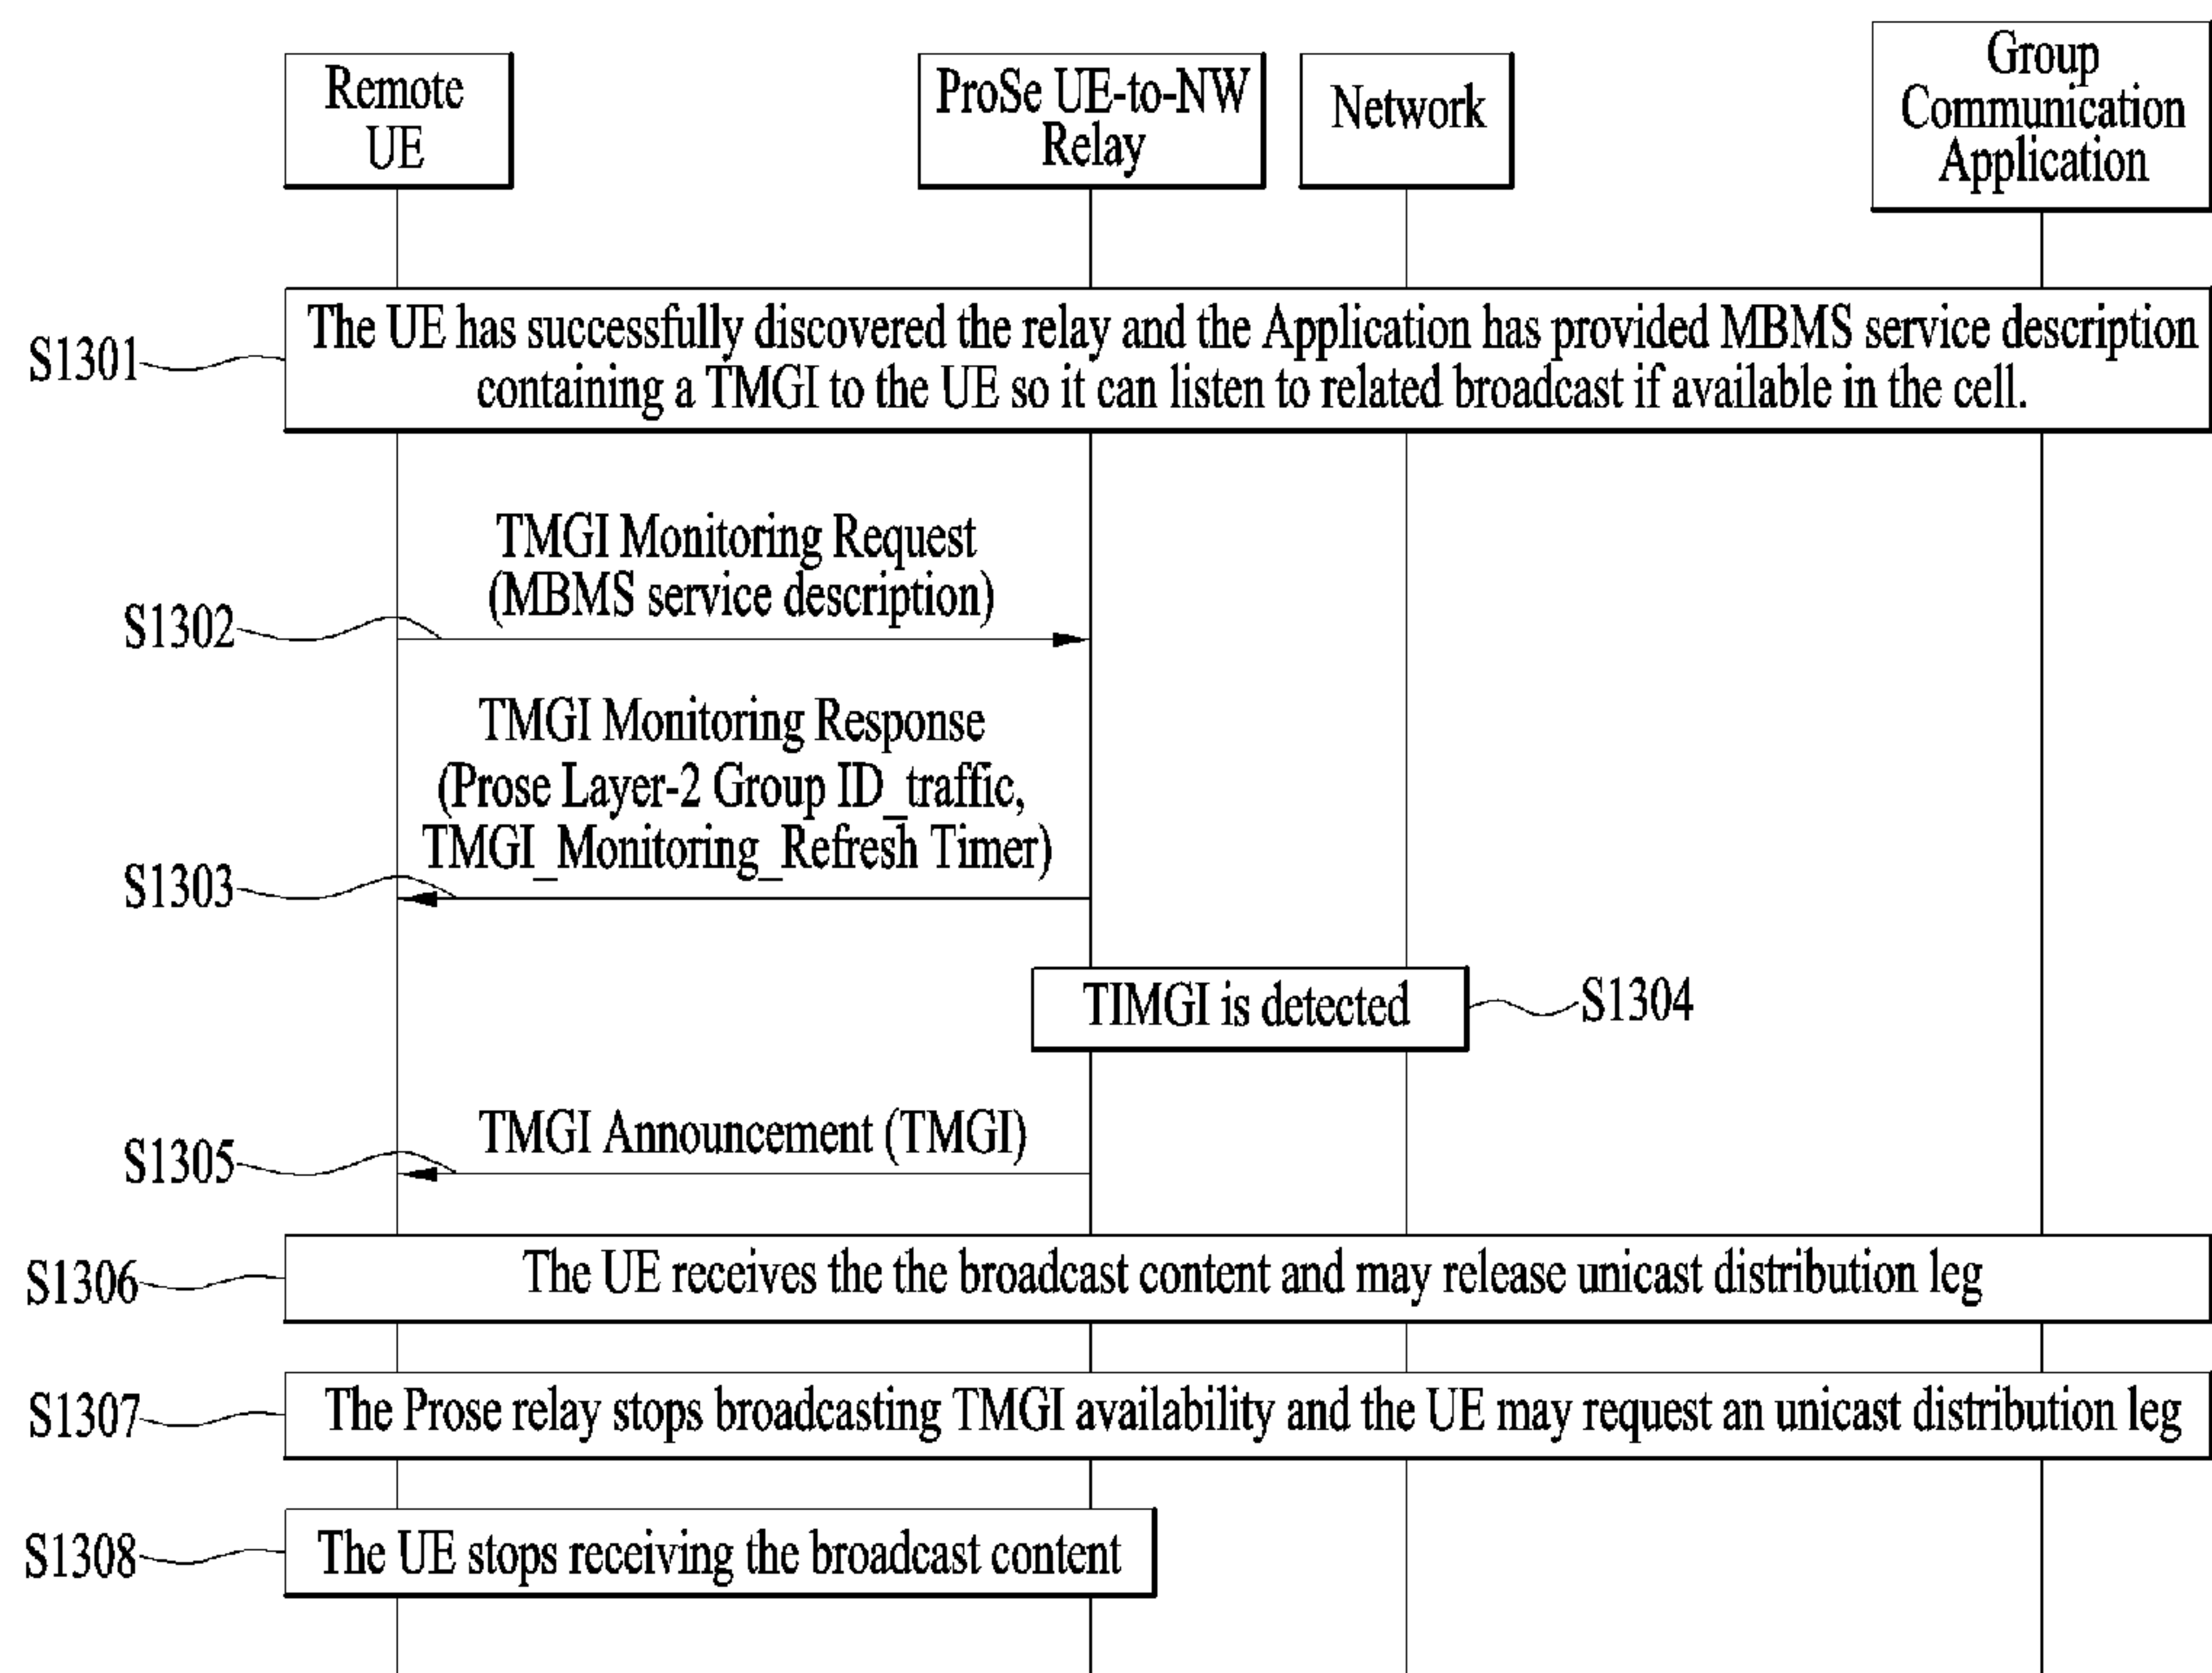 Remote
UE
ProSe UE-to-NW
Relay
Network
Group
Communication
Application
S1301
The UE has successfully discovered the relay and the Application has provided MBMS service description
containing a TMGI to the UE so it can listen to related broadcast if available in the cell.
TMGI Monitoring Request
(MBMS service description)
S1302
TMGI Monitoring Response
(Prose Layer-2 Group ID_traffic,
TMGI_Monitoring_Refresh Timer)
S1303
TIMGI is detected
S1304
TMGI Announcement (TMGI)
S1305
The UE receives the the broadcast content and may release unicast distribution leg
S1306
The Prose relay stops broadcasting TMGI availability and the UE may request an unicast distribution leg
S1307
The UE stops receiving the broadcast content
S1308